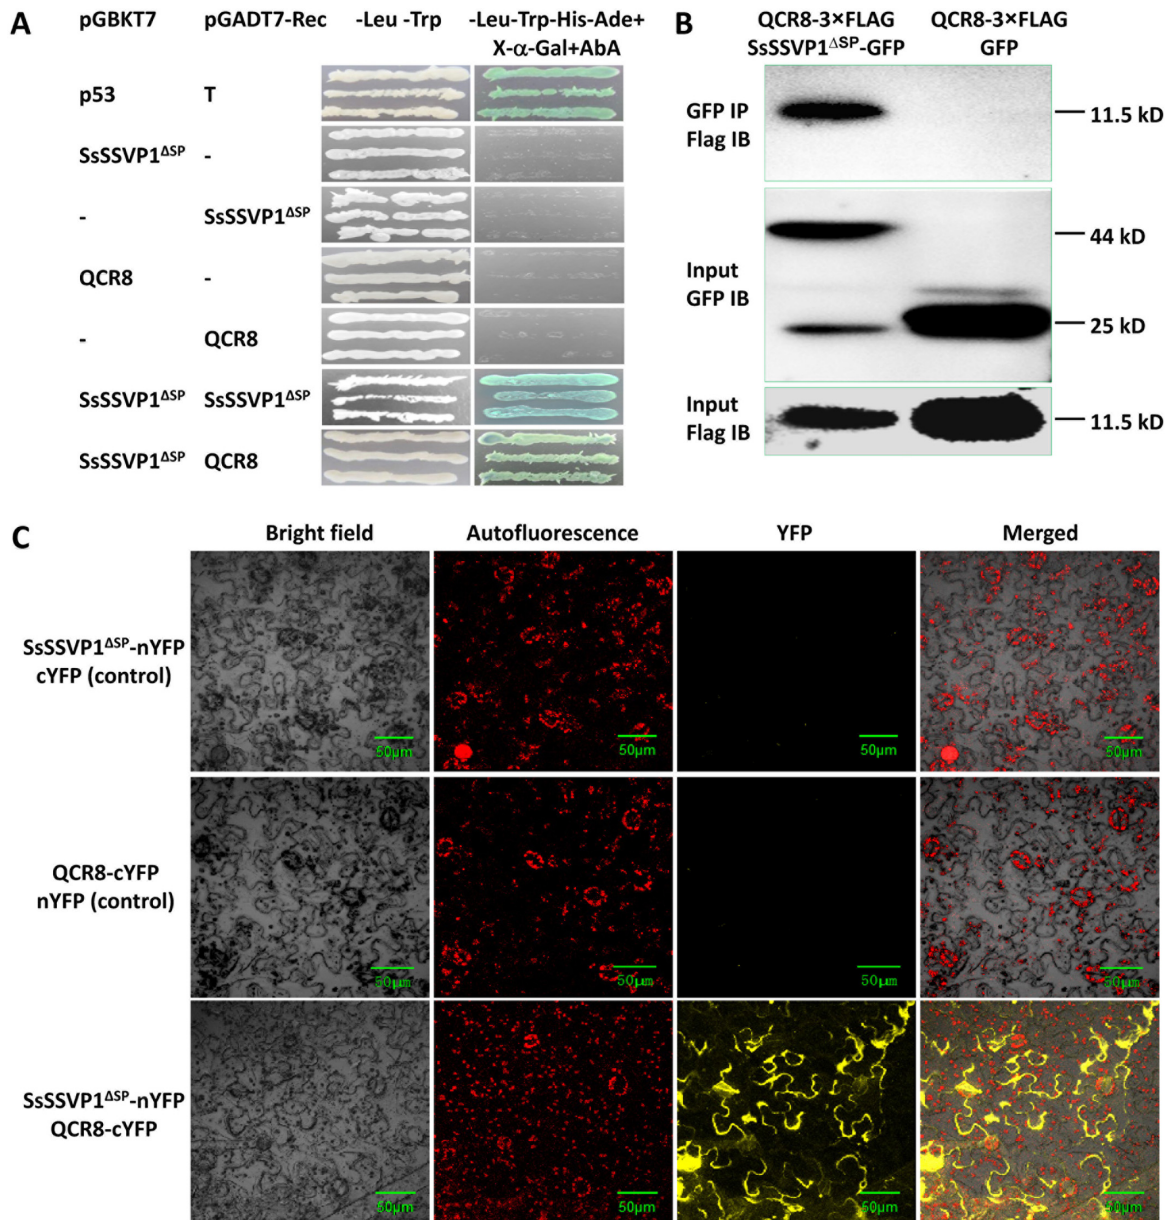 A
pGBKT7 pGADT7-Rec -Leu -Trp -Leu-Trp-His-Ade+
X-α-Gal+AbA
p53 T
SsSSVP1ΔSP -
- SsSSVP1ΔSP
QCR8 -
- QCR8
SsSSVP1ΔSP SsSSVP1ΔSP
SsSSVP1ΔSP QCR8
B
QCR8-3×FLAG QCR8-3×FLAG
SsSSVP1ΔSP-GFP GFP
GFP IP
Flag IB
11.5 kD
44 kD
Input
GFP IB
25 kD
Input
Flag IB
11.5 kD
C
Bright field Autofluorescence YFP Merged
SsSSVP1ΔSP-nYFP
cYFP (control)
50μm 50μm 50μm 50μm
QCR8-cYFP
nYFP (control)
50μm 50μm 50μm 50μm
SsSSVP1ΔSP-nYFP
QCR8-cYFP
50μm 50μm 50μm 50μm